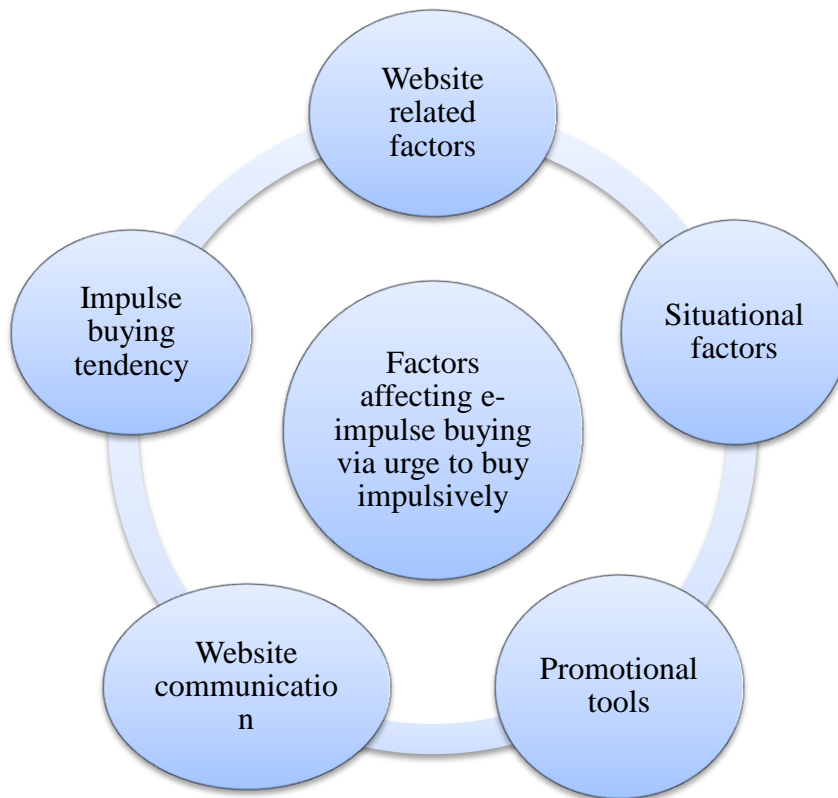 Website
related
factors
Impulse
buying
tendency
Situational
factors
Factors
affecting e-
impulse buying
via urge to buy
impulsively
Website
communicatio
n
Promotional
tools